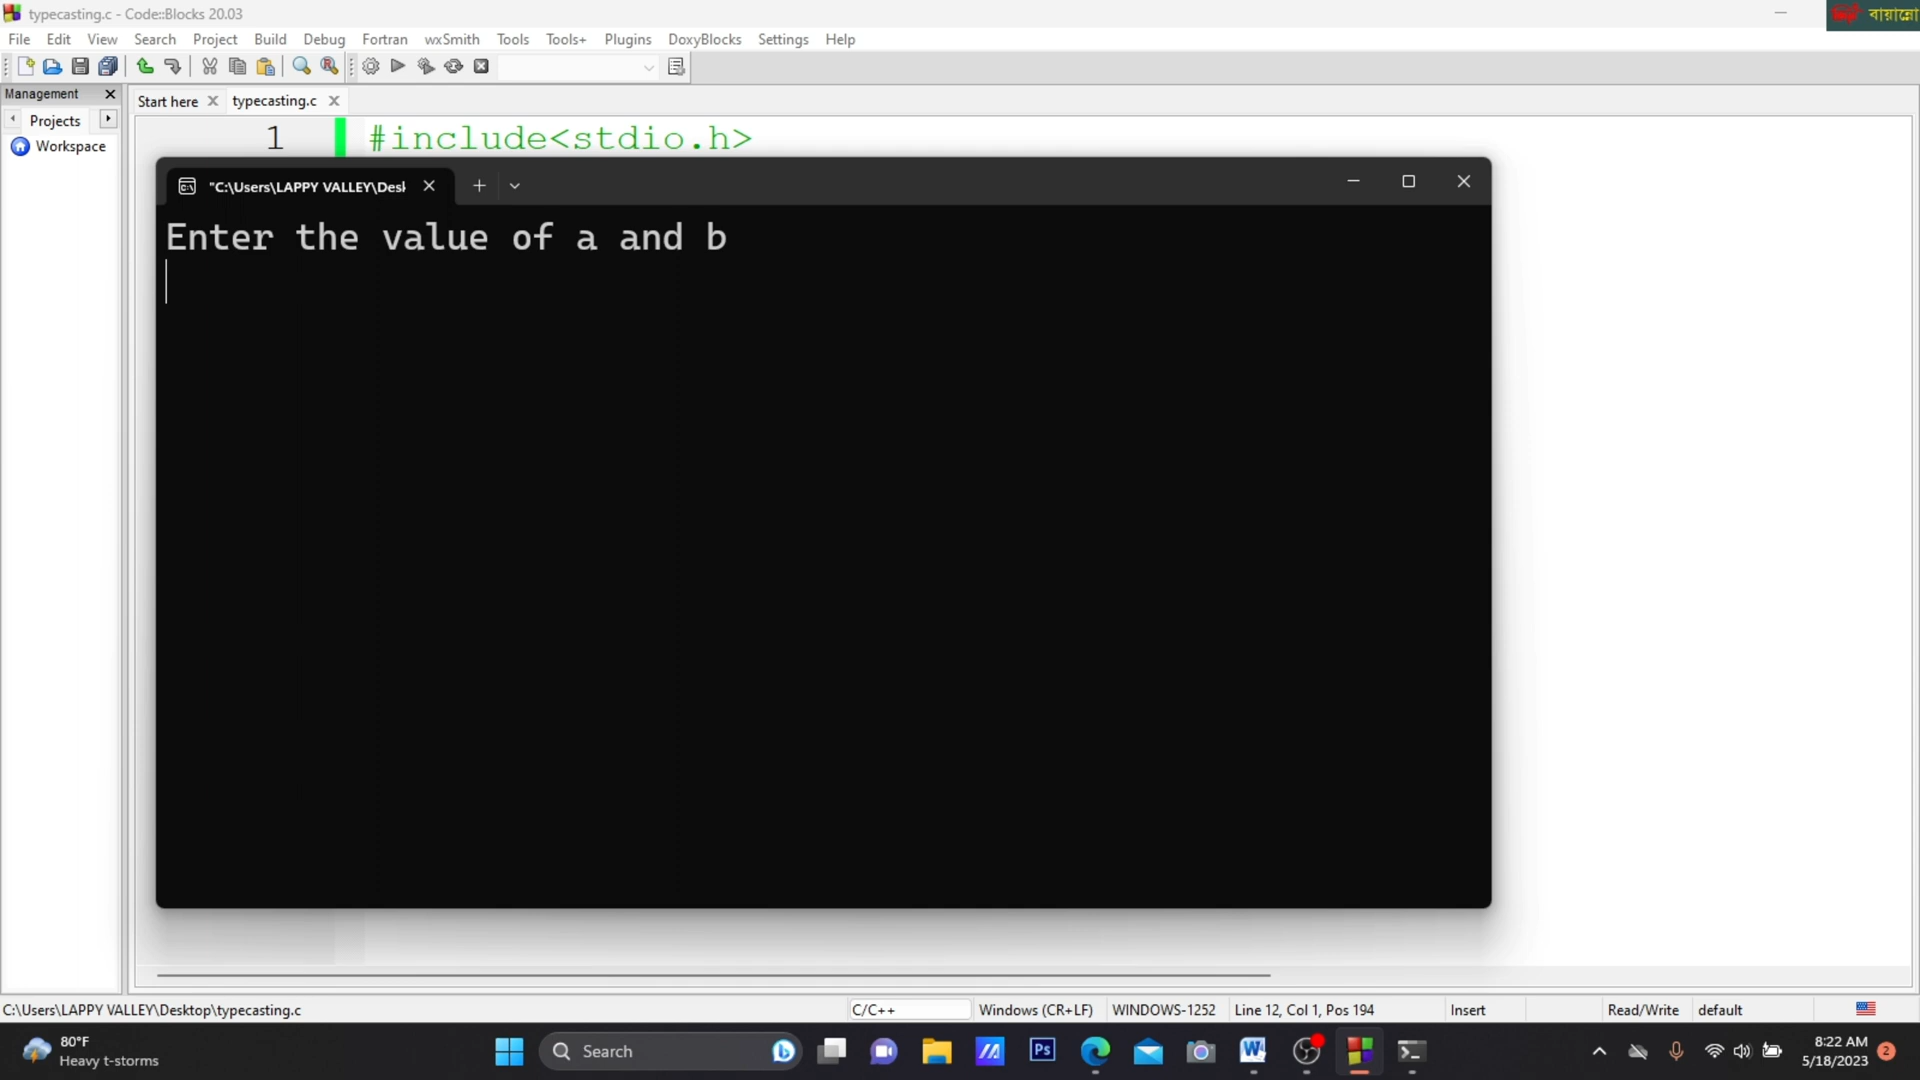 typecasting.c - Code::Blocks 20.03
বায়ান্নো
File Edit View Search Project Build Debug Fortran wxSmith Tools Tools+ Plugins DoxyBlocks Settings Help
Management
Start here typecasting.c
Projects
Workspace
1 #include<stdio.h>
"C:\Users\LAPPY VALLEY\Desl
Enter the value of a and b
C:\Users\LAPPY VALLEY\Desktop\typecasting.c C/C++ Windows (CR+LF) WINDOWS-1252 Line 12, Col 1, Pos 194 Insert Read/Write default
80°F
Heavy t-storms
Search
Ps
8:22 AM
5/18/2023
2